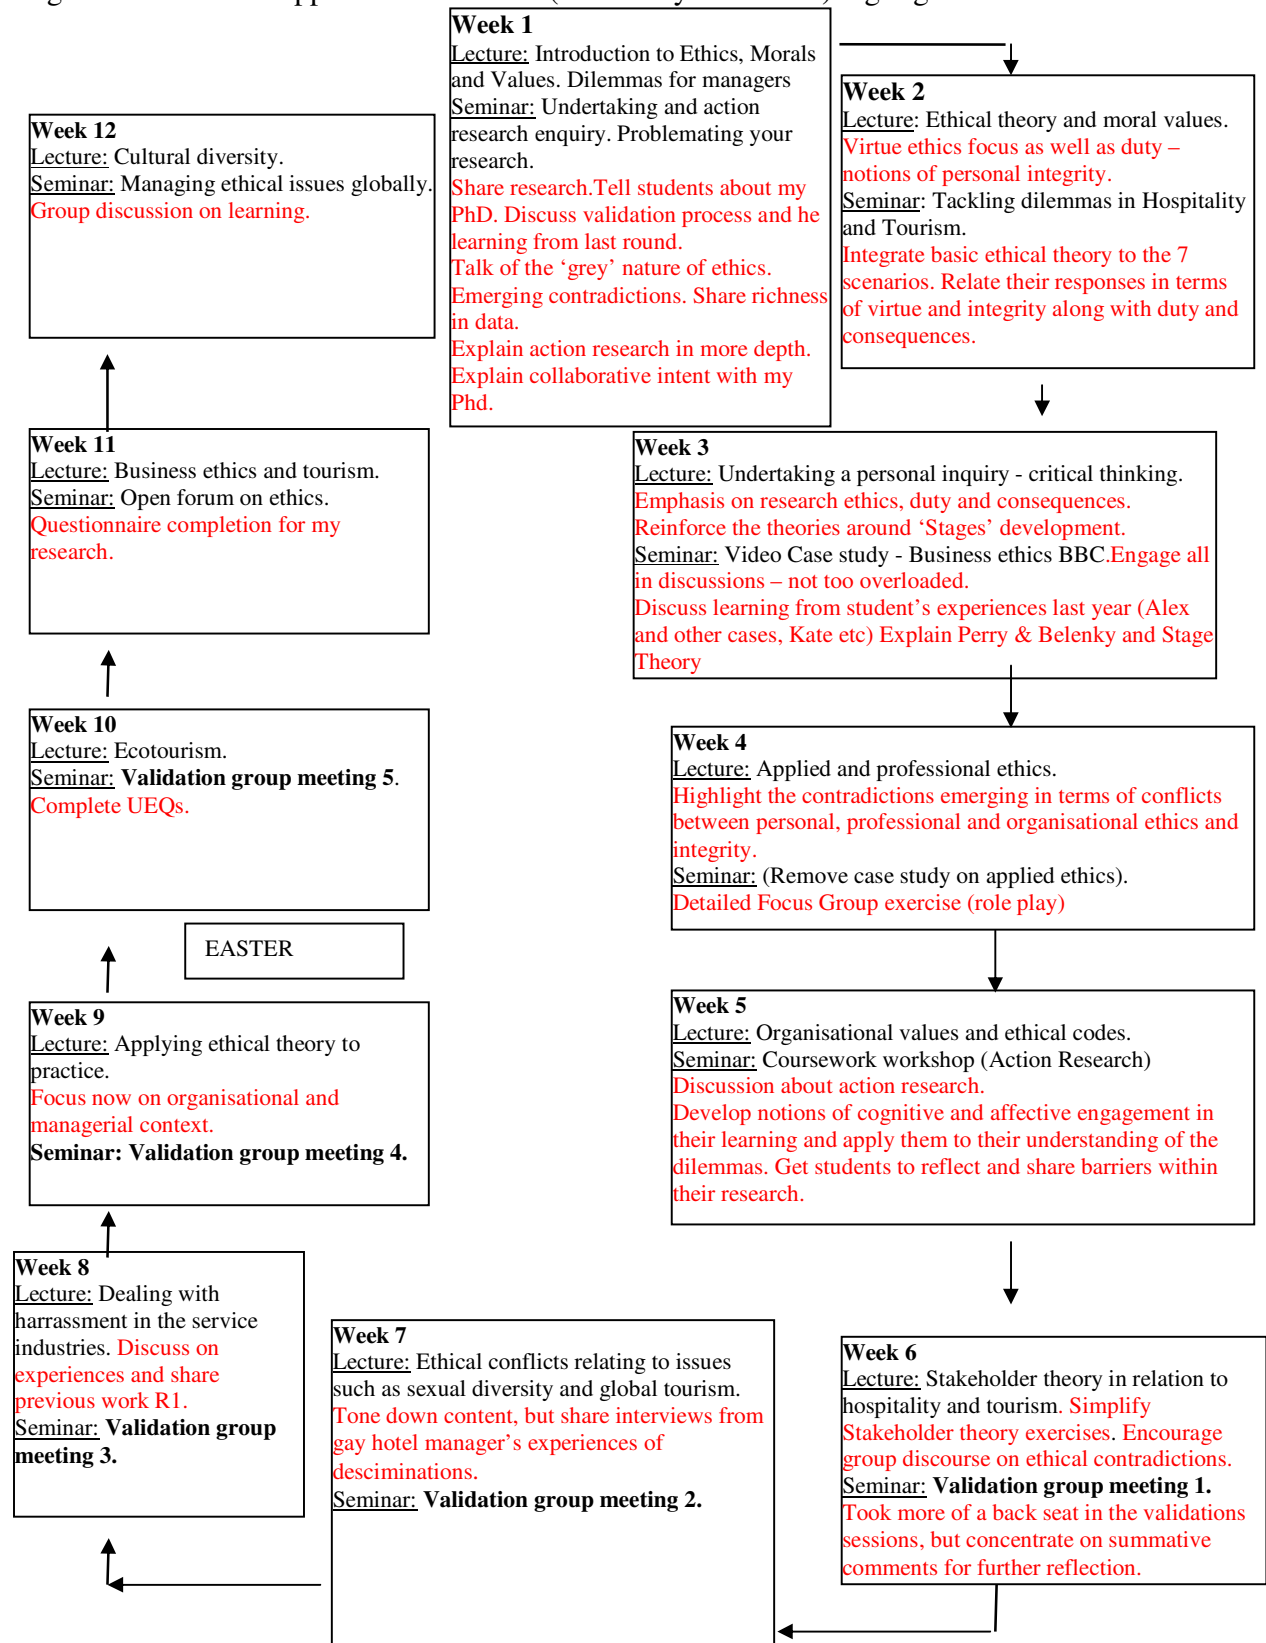 Week 1
Lecture: Introduction to Ethics, Morals
and Values. Dilemmas for managers
Seminar: Undertaking and action
research enquiry. Problemating your
research.
Share research.Tell students about my
PhD. Discuss validation process and he
learning from last round.
Talk of the ‘grey’ nature of ethics.
Emerging contradictions. Share richness
in data.
Explain action research in more depth.
Explain collaborative intent with my
Phd.
Week 2
Lecture: Ethical theory and moral values.
Virtue ethics focus as well as duty –
notions of personal integrity.
Seminar: Tackling dilemmas in Hospitality
and Tourism.
Integrate basic ethical theory to the 7
scenarios. Relate their responses in terms
of virtue and integrity along with duty and
consequences.
Week 3
Lecture: Undertaking a personal inquiry - critical thinking.
Emphasis on research ethics, duty and consequences.
Reinforce the theories around ‘Stages’ development.
Seminar: Video Case study - Business ethics BBC.Engage all
in discussions – not too overloaded.
Discuss learning from student’s experiences last year (Alex
and other cases, Kate etc) Explain Perry & Belenky and Stage
Theory
Week 4
Lecture: Applied and professional ethics.
Highlight the contradictions emerging in terms of conflicts
between personal, professional and organisational ethics and
integrity.
Seminar: (Remove case study on applied ethics).
Detailed Focus Group exercise (role play)
Week 5
Lecture: Organisational values and ethical codes.
Seminar: Coursework workshop (Action Research)
Discussion about action research.
Develop notions of cognitive and affective engagement in
their learning and apply them to their understanding of the
dilemmas. Get students to reflect and share barriers within
their research.
Week 6
Lecture: Stakeholder theory in relation to
hospitality and tourism. Simplify
Stakeholder theory exercises. Encourage
group discourse on ethical contradictions.
Seminar: Validation group meeting 1.
Took more of a back seat in the validations
sessions, but concentrate on summative
comments for further reflection.
Week 7
Lecture: Ethical conflicts relating to issues
such as sexual diversity and global tourism.
Tone down content, but share interviews from
gay hotel manager’s experiences of
desciminations.
Seminar: Validation group meeting 2.
Week 8
Lecture: Dealing with
harrassment in the service
industries. Discuss on
experiences and share
previous work R1.
Seminar: Validation group
meeting 3.
Week 9
Lecture: Applying ethical theory to
practice.
Focus now on organisational and
managerial context.
Seminar: Validation group meeting 4.
EASTER
Week 10
Lecture: Ecotourism.
Seminar: Validation group meeting 5.
Complete UEQs.
Week 11
Lecture: Business ethics and tourism.
Seminar: Open forum on ethics.
Questionnaire completion for my
research.
Week 12
Lecture: Cultural diversity.
Seminar: Managing ethical issues globally.
Group discussion on learning.